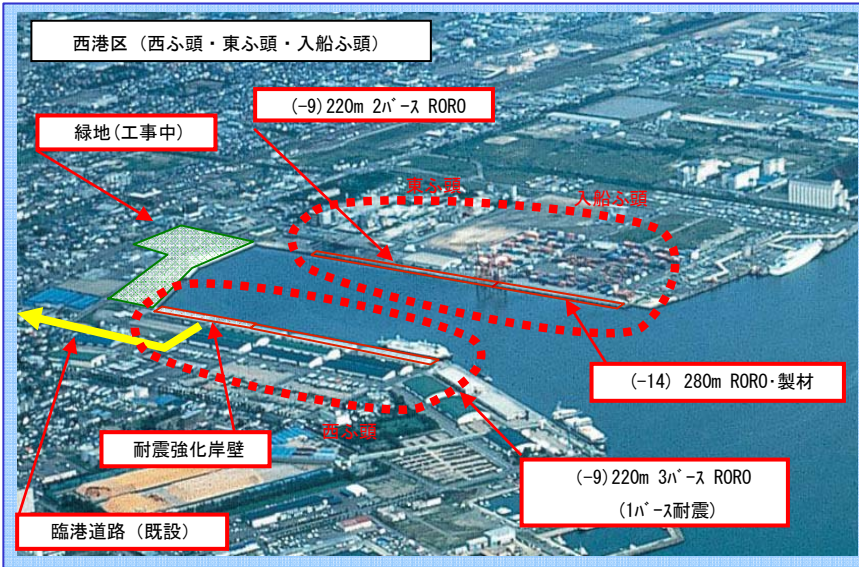 西港区（西ふ頭・東ふ頭・入船ふ頭）
(-9)220m 2ﾊﾞｰｽ RORO
緑地(工事中)
東ふ頭
入船ふ頭
(-14) 280m RORO･製材
耐震強化岸壁
西ふ頭
(-9)220m 3ﾊﾞｰｽ RORO
(1ﾊﾞｰｽ耐震)
臨港道路（既設）